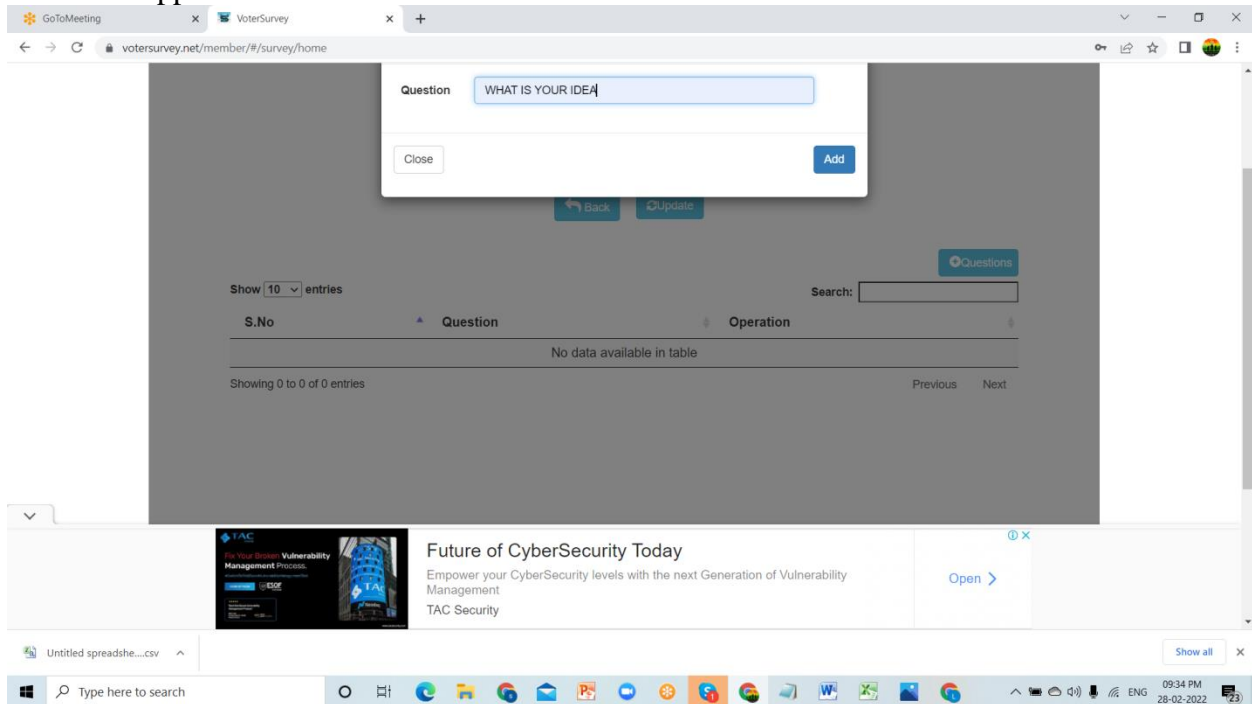 GoToMeeting
VoterSurvey
votersurvey.net/member/#/survey/home
Question WHAT IS YOUR IDEA
Close Add
Back Update
Questions
Show 10 entries Search:
S.No Question Operation
No data available in table
Showing 0 to 0 of 0 entries Previous Next
TAC
Fix Your Broken Vulnerability
Management Process.
ESOF
Future of CyberSecurity Today
Empower your CyberSecurity levels with the next Generation of Vulnerability
Management
TAC Security
Open
Untitled spreadshe....csv Show all
Type here to search
ENG 09:34 PM
28-02-2022
23